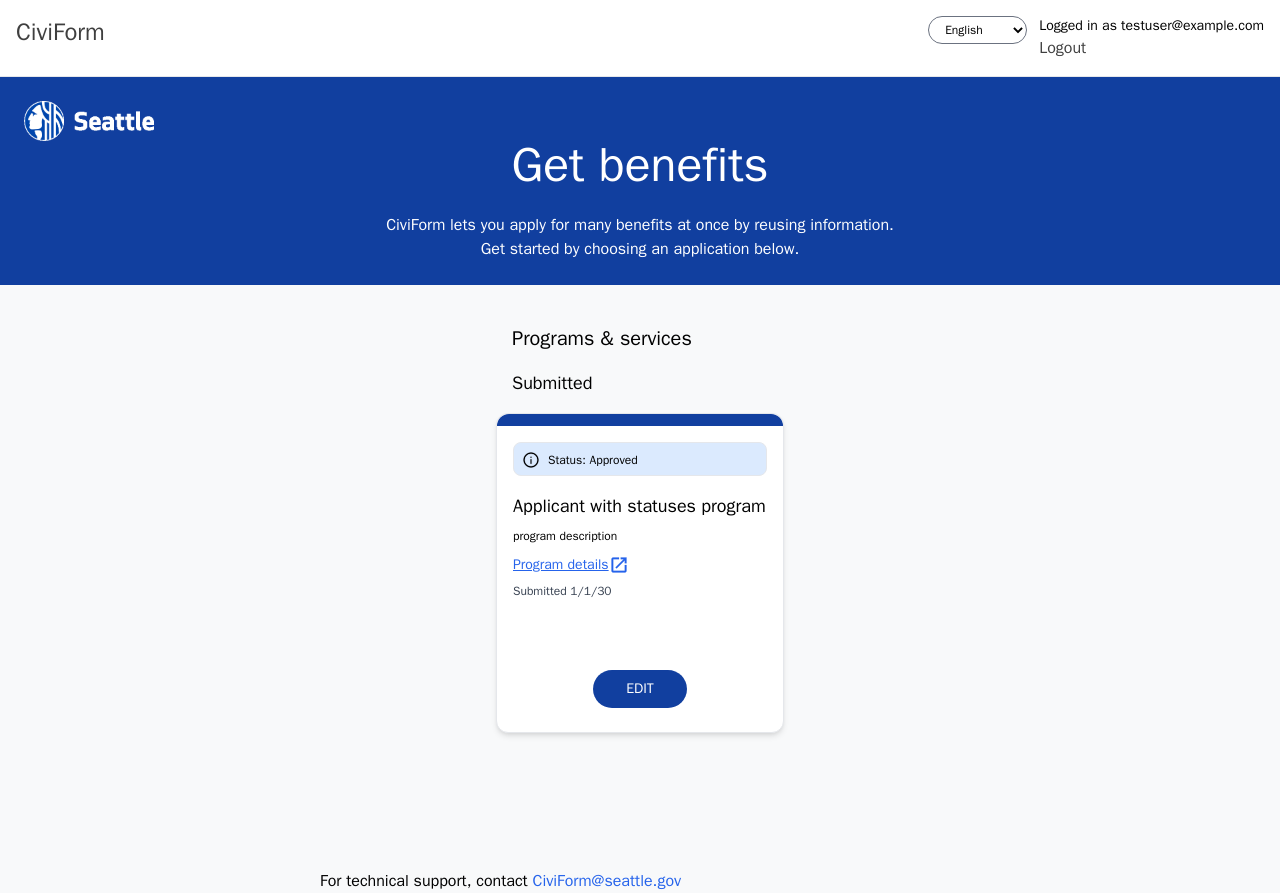 CiviForm
English
Logged in as testuser@example.com
Logout
Seattle
Get benefits
CiviForm lets you apply for many benefits at once by reusing information.
Get started by choosing an application below.
Programs & services
Submitted
Status: Approved
Applicant with statuses program
program description
Program details
Submitted 1/1/30
EDIT
For technical support, contact CiviForm@seattle.gov